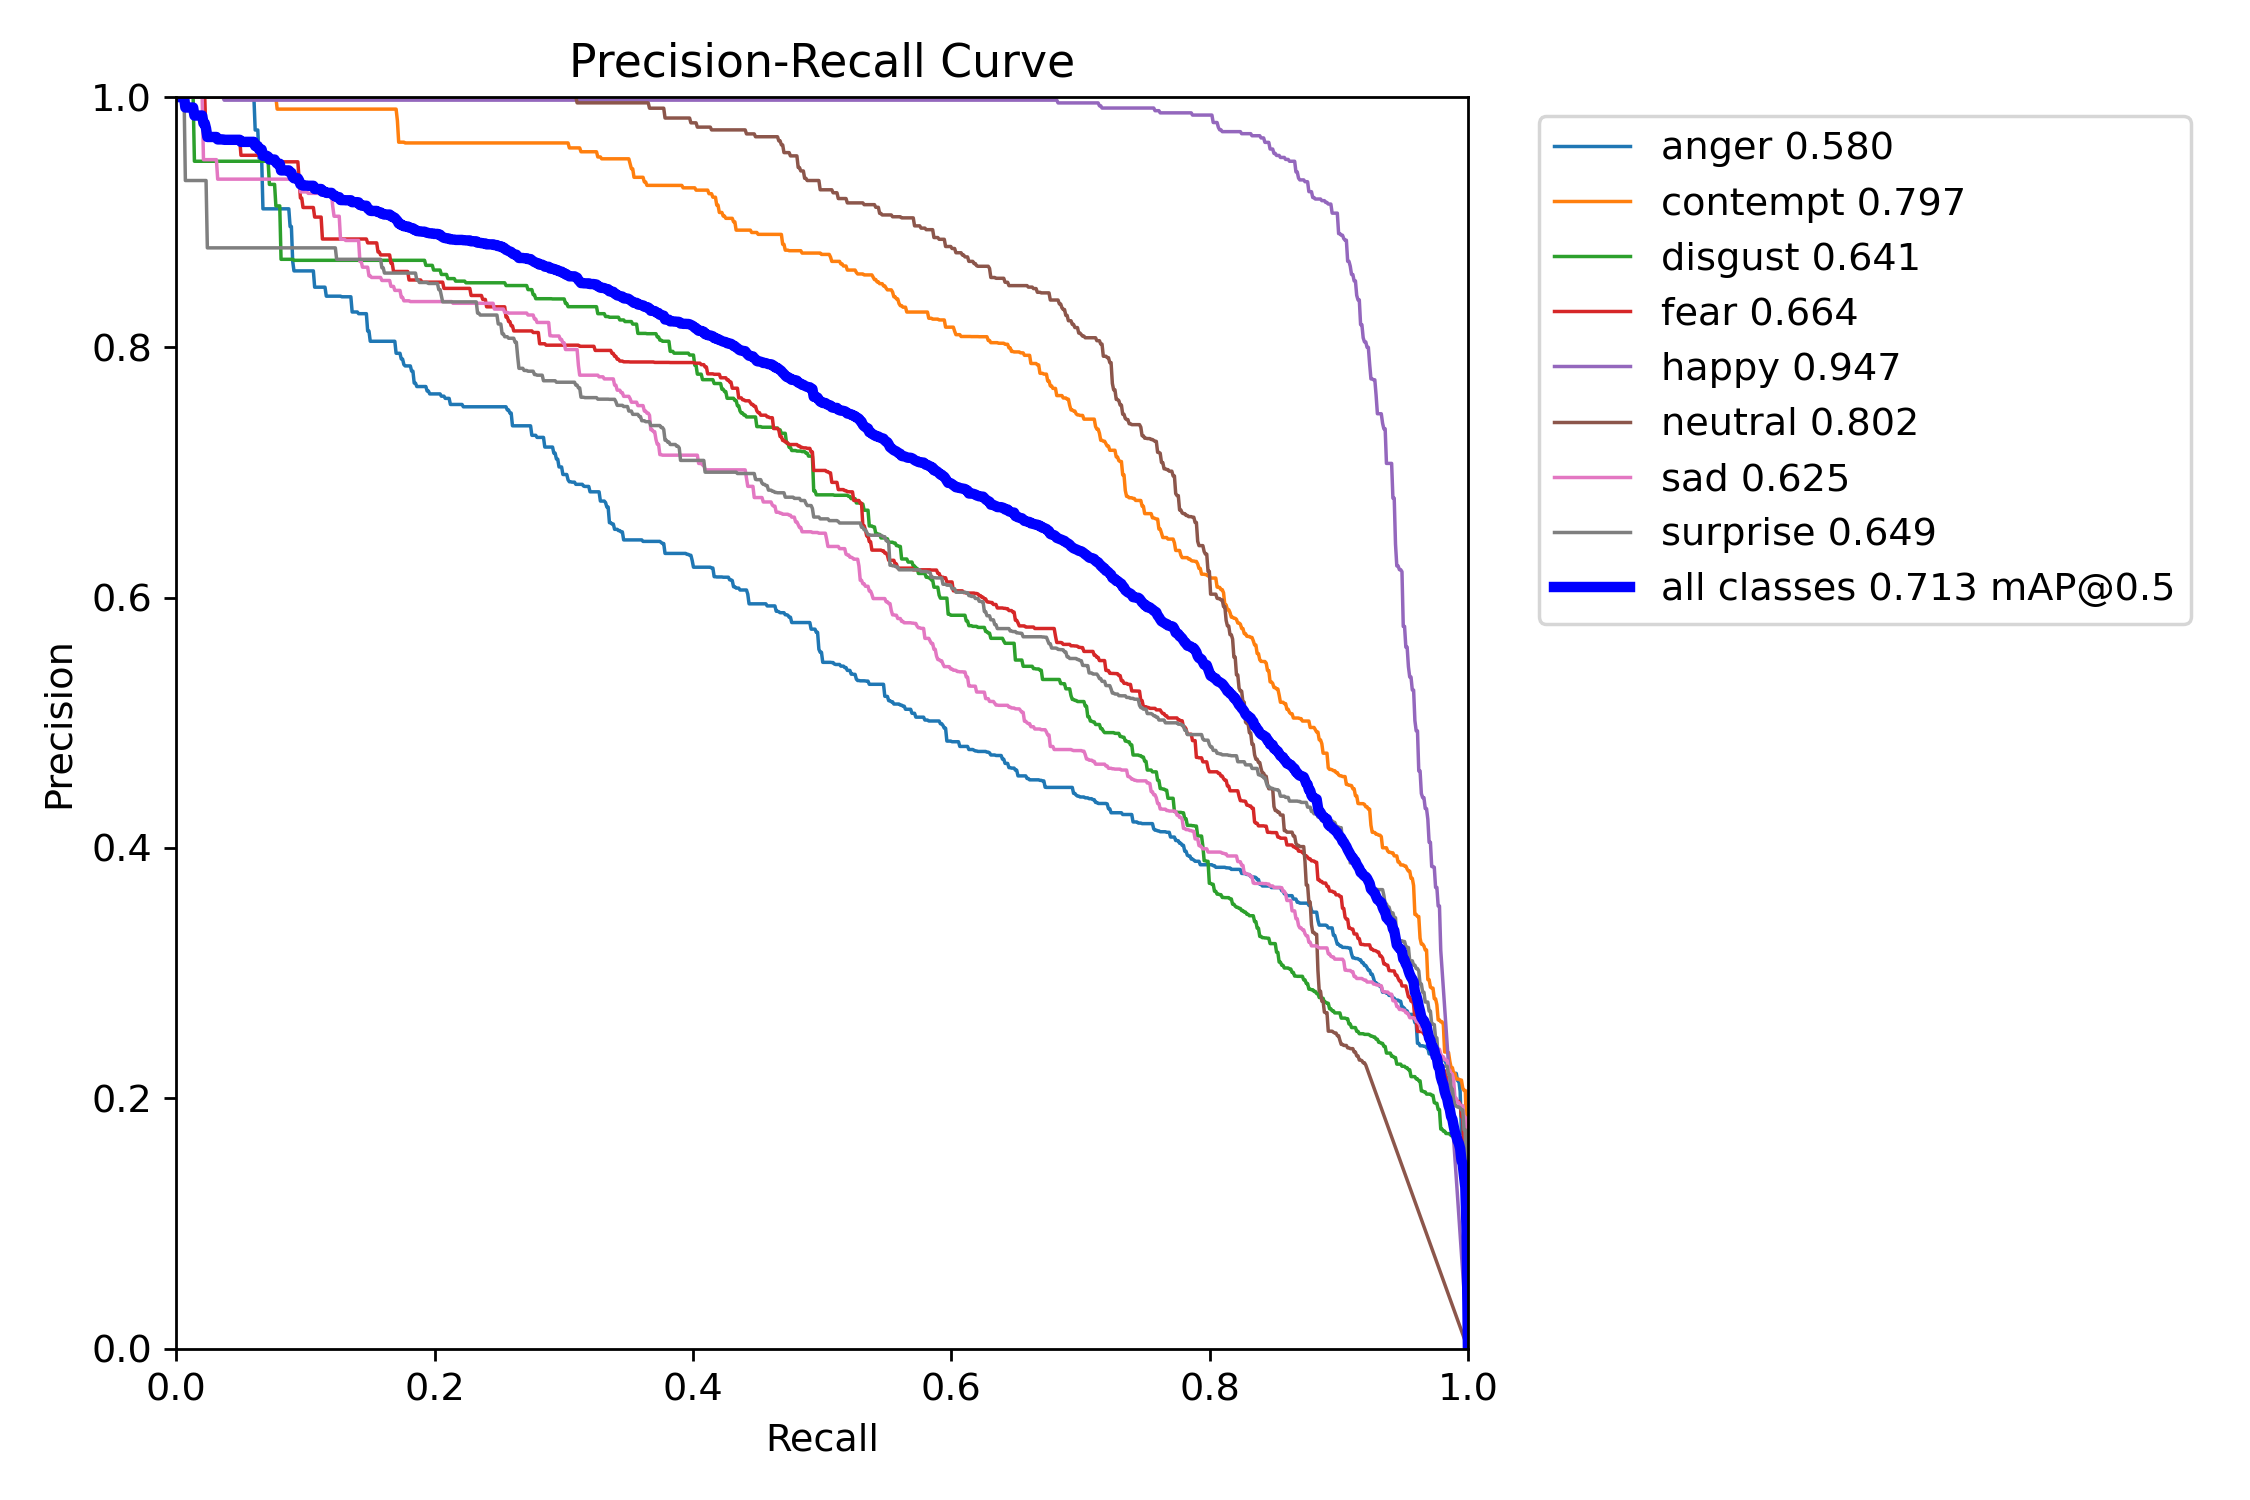 Precision-Recall Curve
1.0
0.8
0.6
0.4
0.2
0.0
Precision
0.0 0.2 0.4 0.6 0.8 1.0
Recall
anger 0.580
contempt 0.797
disgust 0.641
fear 0.664
happy 0.947
neutral 0.802
sad 0.625
surprise 0.649
all classes 0.713 mAP@0.5